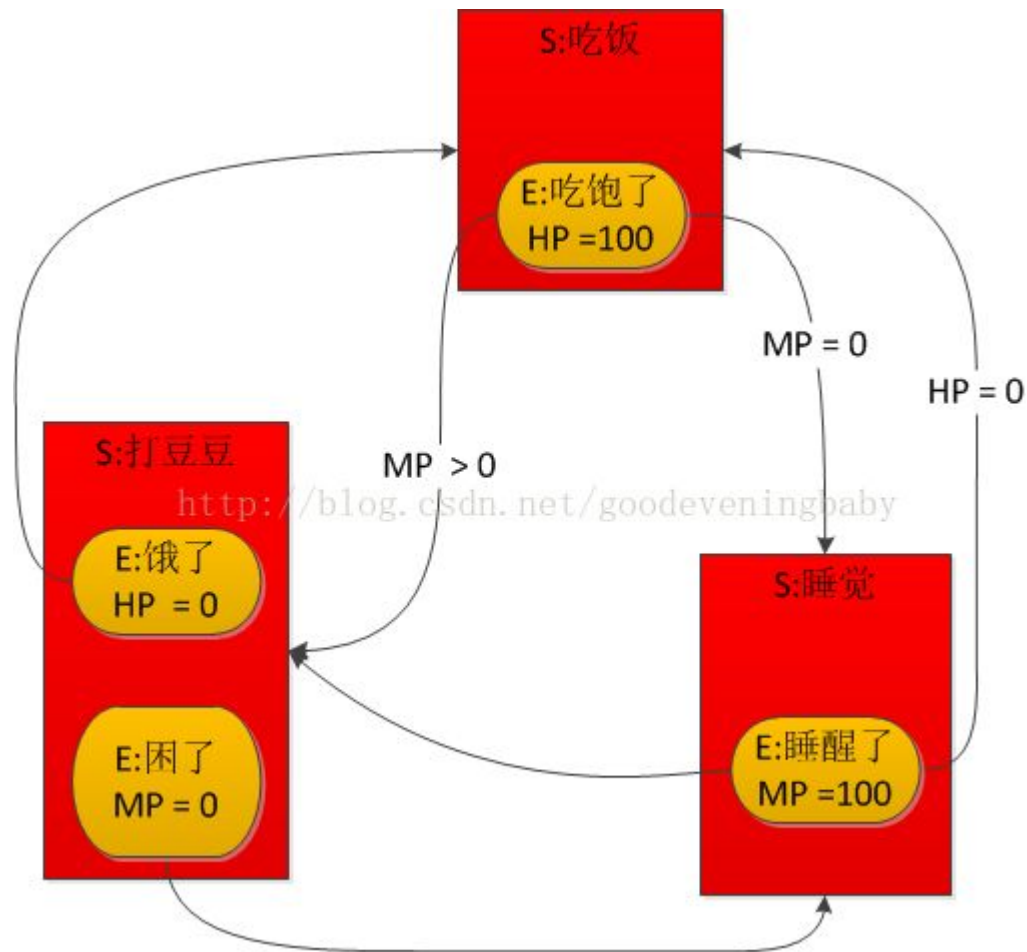 S:吃饭
E:吃饱了
HP =100
MP = 0
HP = 0
S:打豆豆
MP > 0
http://blog.csdn.net/goodeveningbaby
E:饿了
HP = 0
S:睡觉
E:困了
MP = 0
E:睡醒了
MP =100